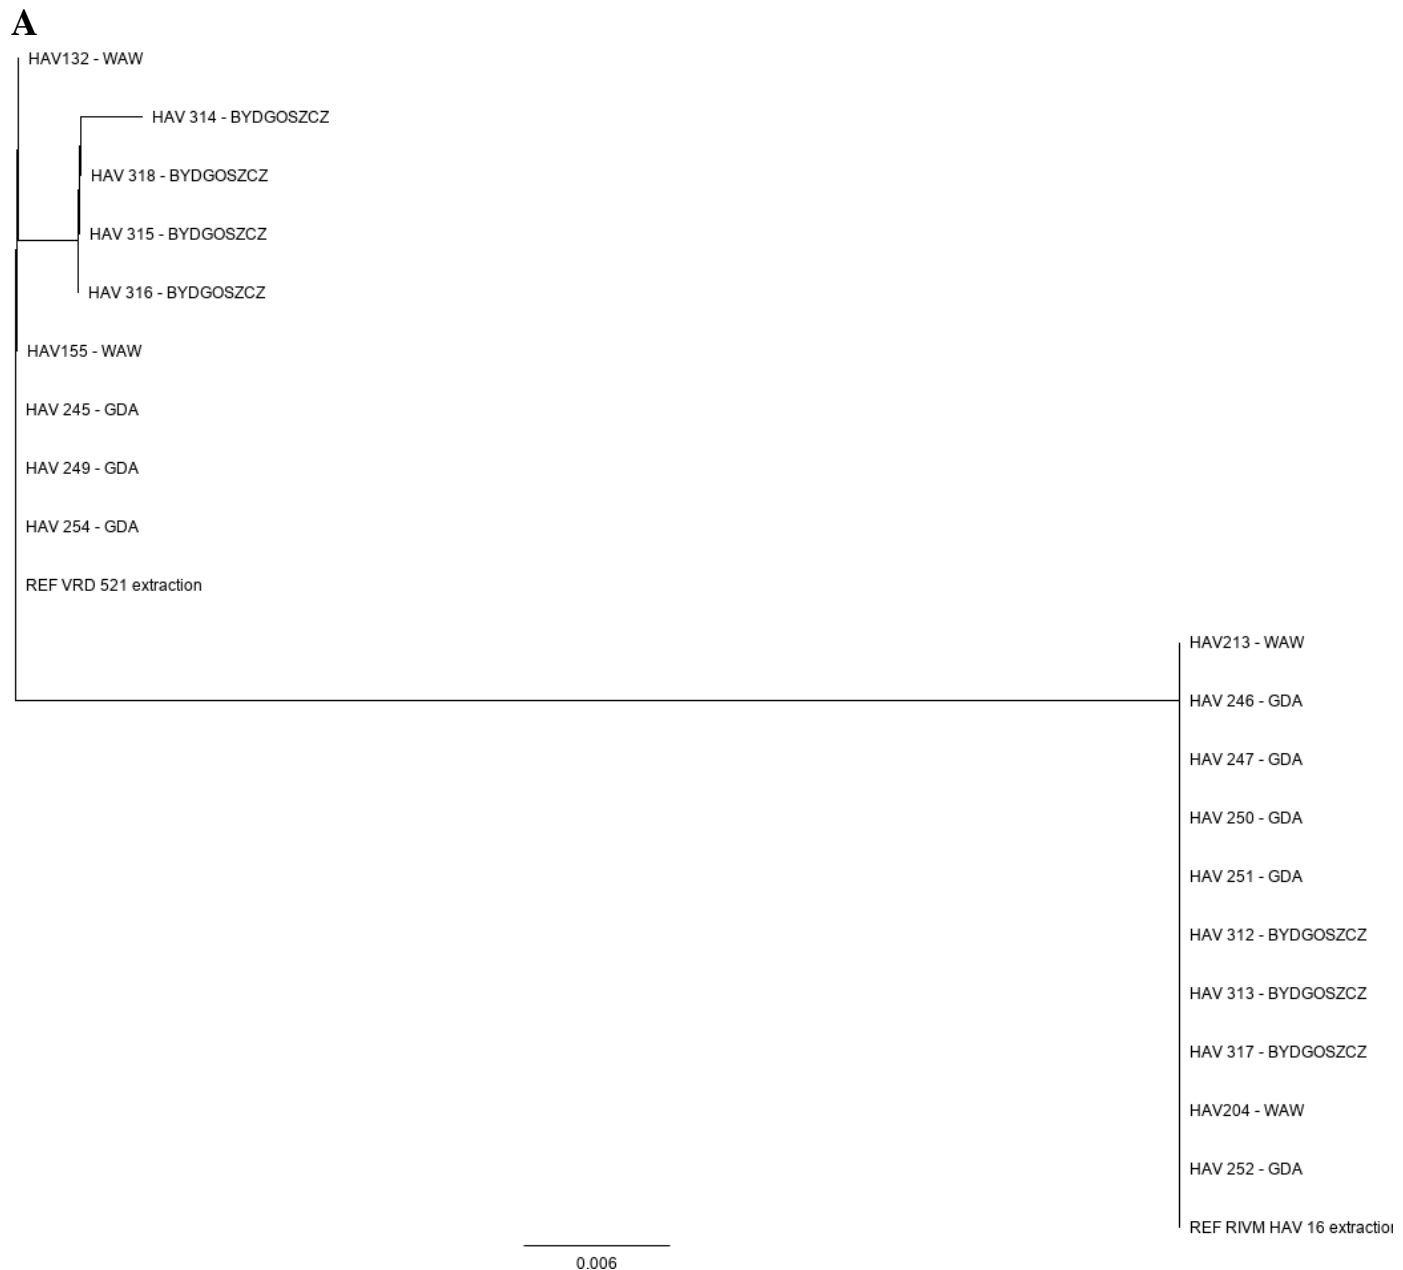 A
HAV132 - WAW
HAV 314 - BYDGOSZCZ
HAV 318 - BYDGOSZCZ
HAV 315 - BYDGOSZCZ
HAV 316 - BYDGOSZCZ
HAV155 - WAW
HAV 245 - GDA
HAV 249 - GDA
HAV 254 - GDA
REF VRD 521 extraction
HAV213 - WAW
HAV 246 - GDA
HAV 247 - GDA
HAV 250 - GDA
HAV 251 - GDA
HAV 312 - BYDGOSZCZ
HAV 313 - BYDGOSZCZ
HAV 317 - BYDGOSZCZ
HAV204 - WAW
HAV 252 - GDA
REF RIVM HAV 16 extraction
0.006